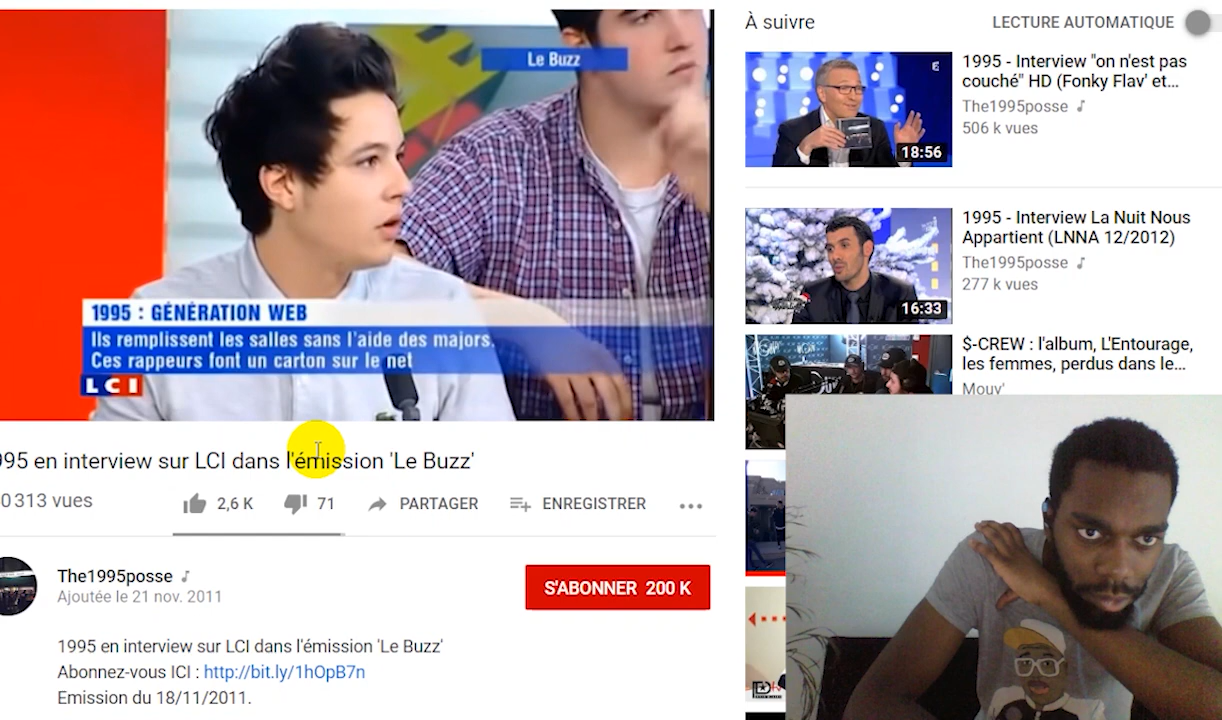 Le Buzz
1995 : GÉNÉRATION WEB
Ils remplissent les salles sans l'aide des majors.
Ces rappeurs font un carton sur le net
LCI
995 en interview sur LCI dans l'émission 'Le Buzz'
0 313 vues
2,6 K
71
PARTAGER
ENREGISTRER
The1995posse
Ajoutée le 21 nov. 2011
S'ABONNER 200 K
1995 en interview sur LCI dans l'émission 'Le Buzz'
Abonnez-vous ICI : http://bit.ly/1hOpB7n
Emission du 18/11/2011.
À suivre
LECTURE AUTOMATIQUE
18:56
1995 - Interview "on n'est pas
couché" HD (Fonky Flav' et...
The1995posse
506 k vues
16:33
1995 - Interview La Nuit Nous
Appartient (LNNA 12/2012)
The1995posse
277 k vues
$-CREW : l'album, L'Entourage,
les femmes, perdus dans le...
Mouv'